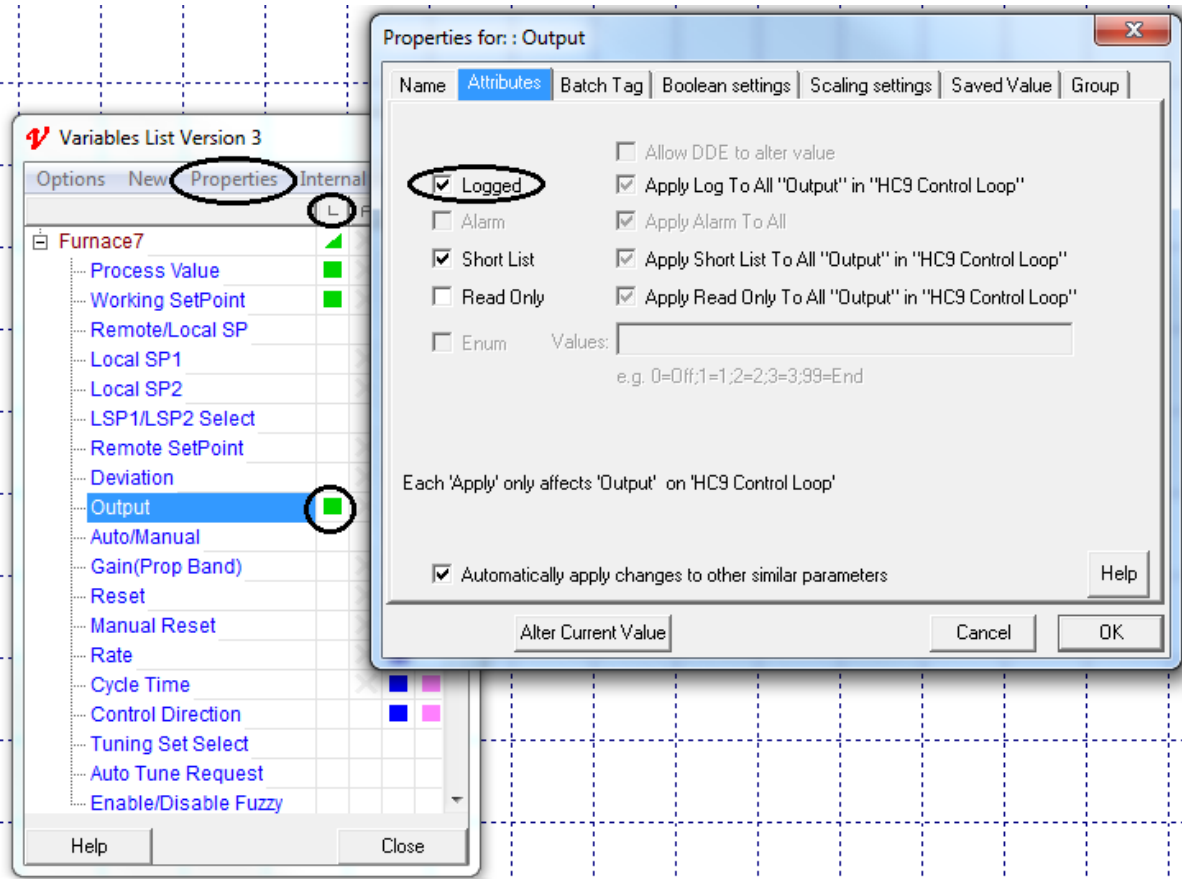 Properties for: : Output
x
Name Attributes Batch Tag Boolean settings Scaling settings Saved Value Group
Allow DDE to alter value
Logged Apply Log To All "Output" in "HC9 Control Loop"
Alarm Apply Alarm To All
Short List Apply Short List To All "Output" in "HC9 Control Loop"
Read Only Apply Read Only To All "Output" in "HC9 Control Loop"
Enum Values:
e.g. 0=Off;1=1;2=2;3=3;99=End
Each 'Apply' only affects 'Output' on 'HC9 Control Loop'
Automatically apply changes to other similar parameters
Help
Alter Current Value Cancel OK
Variables List Version 3
Options New Properties Internal
L
Furnace7
Process Value
Working SetPoint
Remote/Local SP
Local SP1
Local SP2
LSP1/LSP2 Select
Remote SetPoint
Deviation
Output
Auto/Manual
Gain(Prop Band)
Reset
Manual Reset
Rate
Cycle Time
Control Direction
Tuning Set Select
Auto Tune Request
Enable/Disable Fuzzy
Help Close